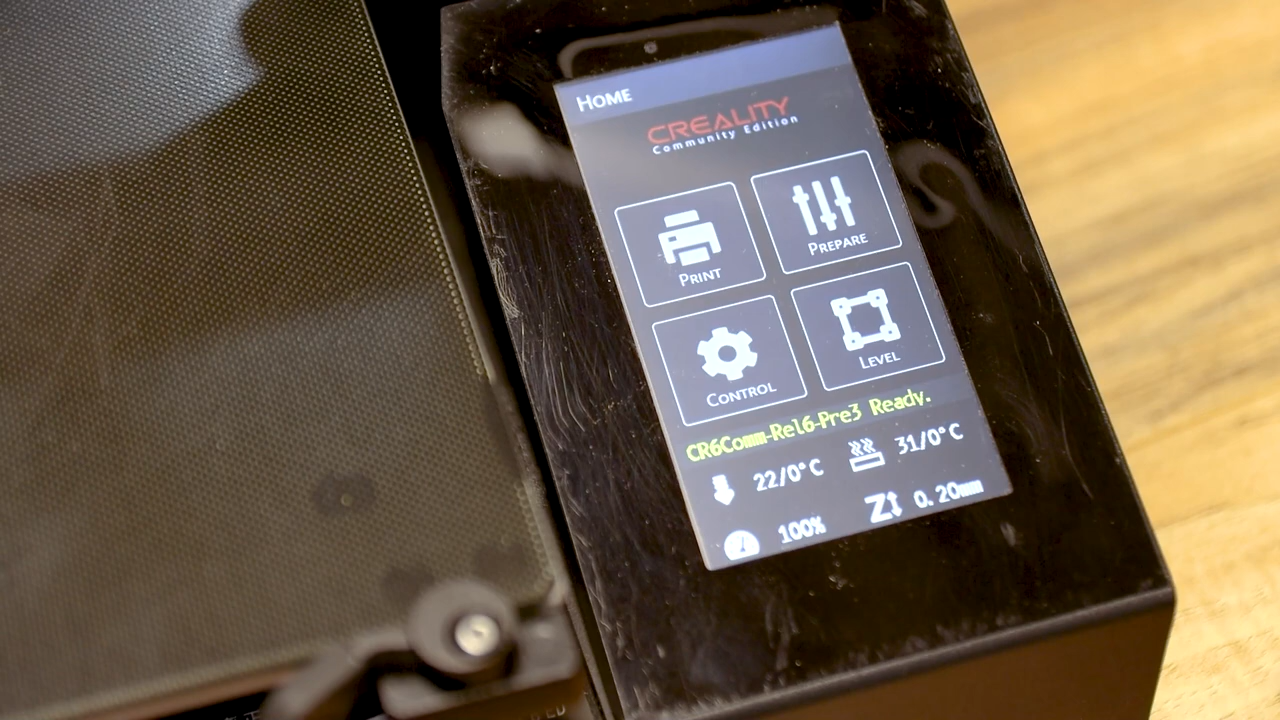 HOME
CREALITY
Community Edition
PRINT
PREPARE
CONTROL
LEVEL
CR6Comm-Rel6-Pre3 Ready.
22/0°C
31/0°C
100%
Z 0.20mm